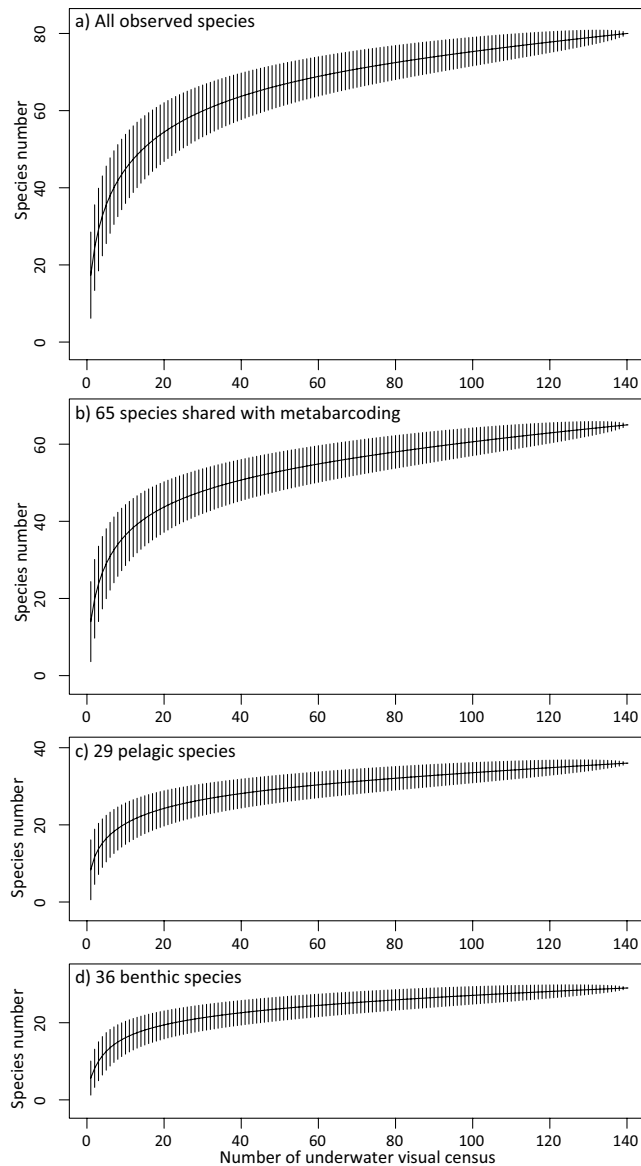 a) All observed species
80
60
40
20
0
Species number
0 20 40 60 80 100 120 140
b) 65 species shared with metabarcoding
60
40
20
0
Species number
0 20 40 60 80 100 120 140
c) 29 pelagic species
40
20
0
Species number
0 20 40 60 80 100 120 140
d) 36 benthic species
20
0
Species number
0 20 40 60 80 100 120 140
Number of underwater visual census